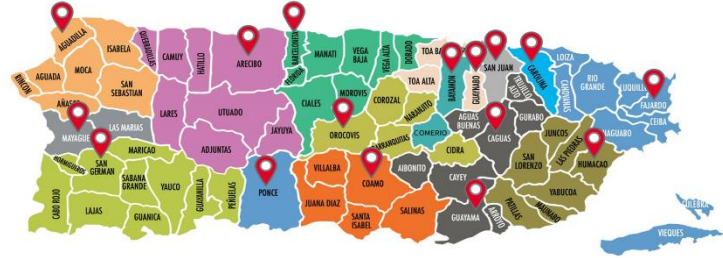 AGUADILLA
ISABELA
QUEBRADILLAS
CAMUY
HATILLO
ARECIBO
BARCELONETA
FLORIDA
MANATI
VEGA
BAJA
VEGA ALTA
DORADO
TOA BA
TOA ALTA
BAYAMON
GUAYNABO
SAN JUAN
CAROLINA
TRUJILLO
ALTO
LOIZA
CANOVANAS
RIO
GRANDE
LUQUILL
FAJARDO
CEIBA
NAGUABO
RINCON
AGUADA
MOCA
SAN
SEBASTIAN
AÑASCO
LARES
UTUADO
CIALES
MOROVIS
COROZAL
NARANJITO
OROCOVIS
BARRANQUITAS
COMERIO
AGUAS
BUENAS
CAGUAS
GURABO
JUNCOS
LAS PIEDRAS
HUMACAO
MAYAGUE
LAS MARIAS
ADJUNTAS
JAYUYA
CIDRA
SAN
LORENZO
HORMIGUEROS
SAN
GERMAN
MARICAO
VILLALBA
COAMO
AIBONITO
CAYEY
YABUCOA
CABO ROJO
LAJAS
SABANA
GRANDE
YAUCO
GUANICA
GUAYANILLA
PEÑUELAS
PONCE
JUANA DIAZ
SANTA
ISABEL
SALINAS
GUAYAMA
ARROYO
PATILLAS
MAUNABO
CULEBRA
VIEQUES